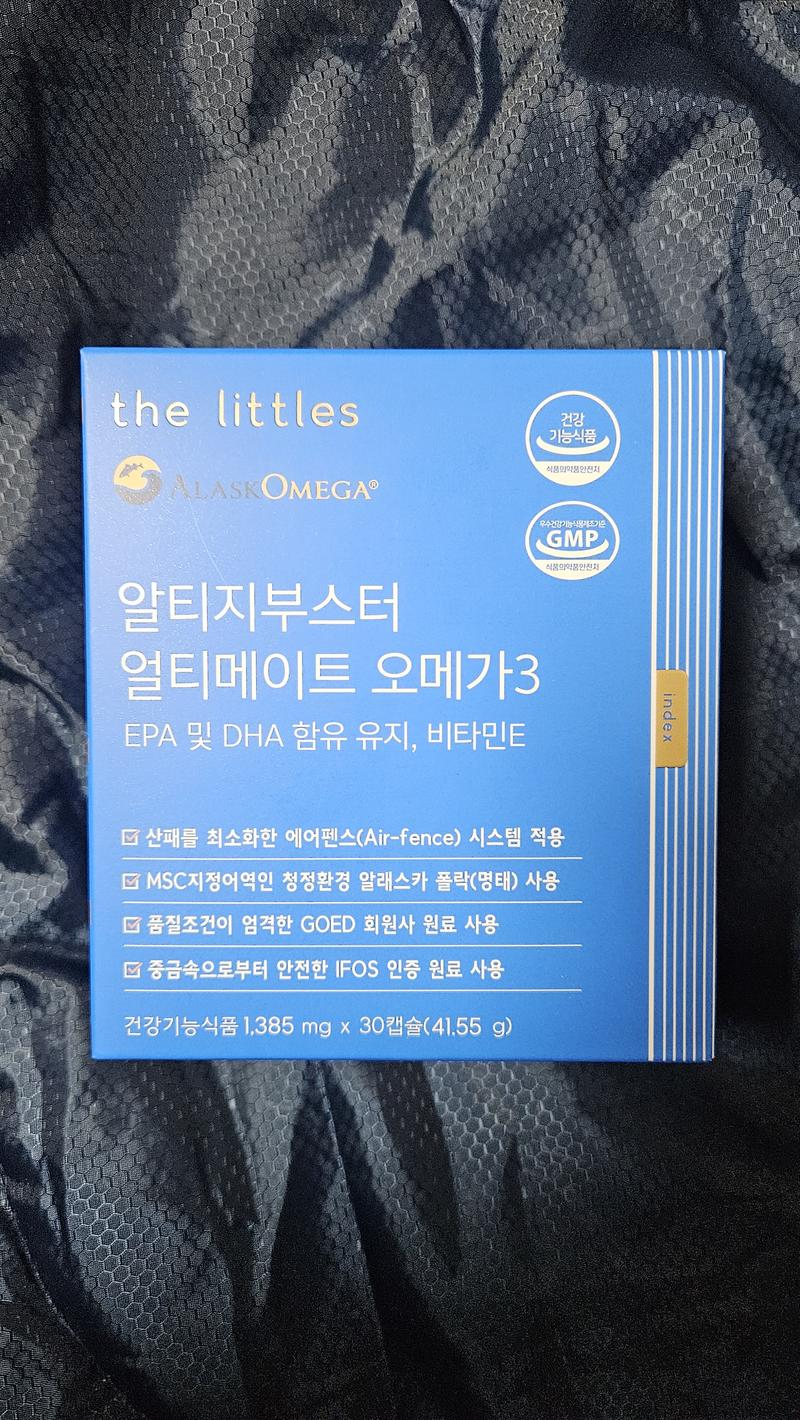 the littles
ALASKOMEGA®
건강
기능식품
식품의약품안전처
우수건강기능식품제조기준
GMP
식품의약품안전처
알티지부스터
얼티메이트 오메가3
EPA 및 DHA 함유 유지, 비타민E
index
산패를 최소화한 에어펜스(Air-fence) 시스템 적용
MSC지정어역인 청정환경 알래스카 폴락(명태) 사용
품질조건이 엄격한 GOED 회원사 원료 사용
중금속으로부터 안전한 IFOS 인증 원료 사용
건강기능식품 1,385 mg x 30캡슐(41.55 g)